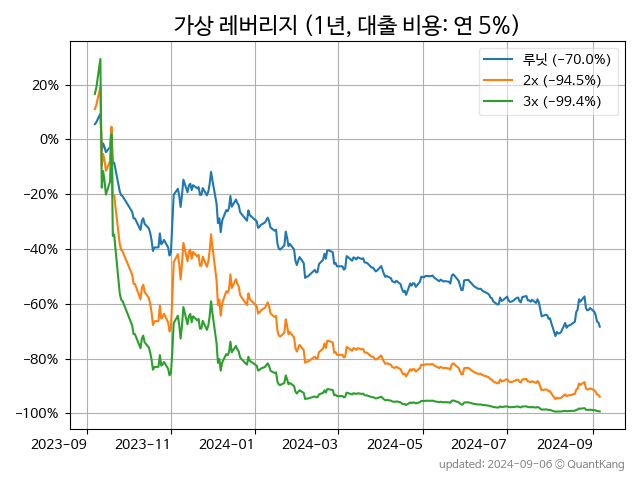 가상 레버리지 (1년, 대출 비용: 연 5%)
루닛 (-70.0%)
2x (-94.5%)
3x (-99.4%)
20%
0%
-20%
-40%
-60%
-80%
-100%
2023-09 2023-11 2024-01 2024-03 2024-05 2024-07 2024-09
updated: 2024-09-06 © QuantKang